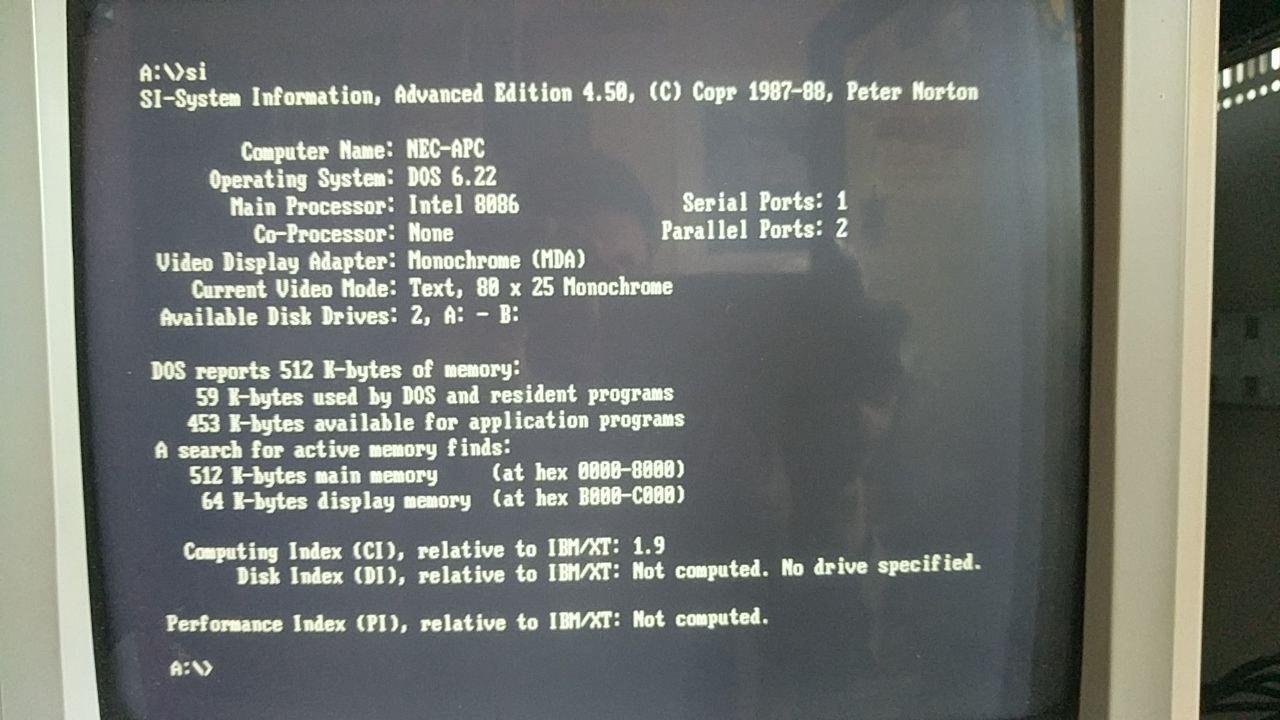 A:\>si
SI-System Information, Advanced Edition 4.50, (C) Copr 1987-88, Peter Norton
Computer Name: NEC-APC
Operating System: DOS 6.22
Main Processor: Intel 8086 Serial Ports: 1
Co-Processor: None Parallel Ports: 2
Video Display Adapter: Monochrome (MDA)
Current Video Mode: Text, 80 x 25 Monochrome
Available Disk Drives: 2, A: - B:
DOS reports 512 K-bytes of memory:
59 K-bytes used by DOS and resident programs
453 K-bytes available for application programs
A search for active memory finds:
512 K-bytes main memory (at hex 0000-8000)
64 K-bytes display memory (at hex B000-C000)
Computing Index (CI), relative to IBM/XT: 1.9
Disk Index (DI), relative to IBM/XT: Not computed. No drive specified.
Performance Index (PI), relative to IBM/XT: Not computed.
A:\>